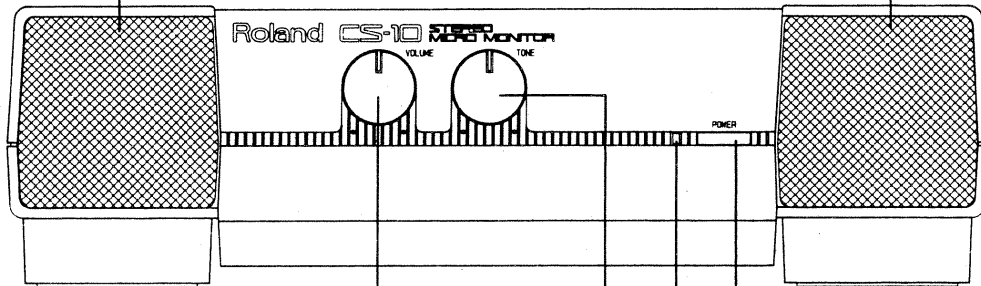 Roland CS-10 STEREO MICRO MONITOR
VOLUME
TONE
POWER